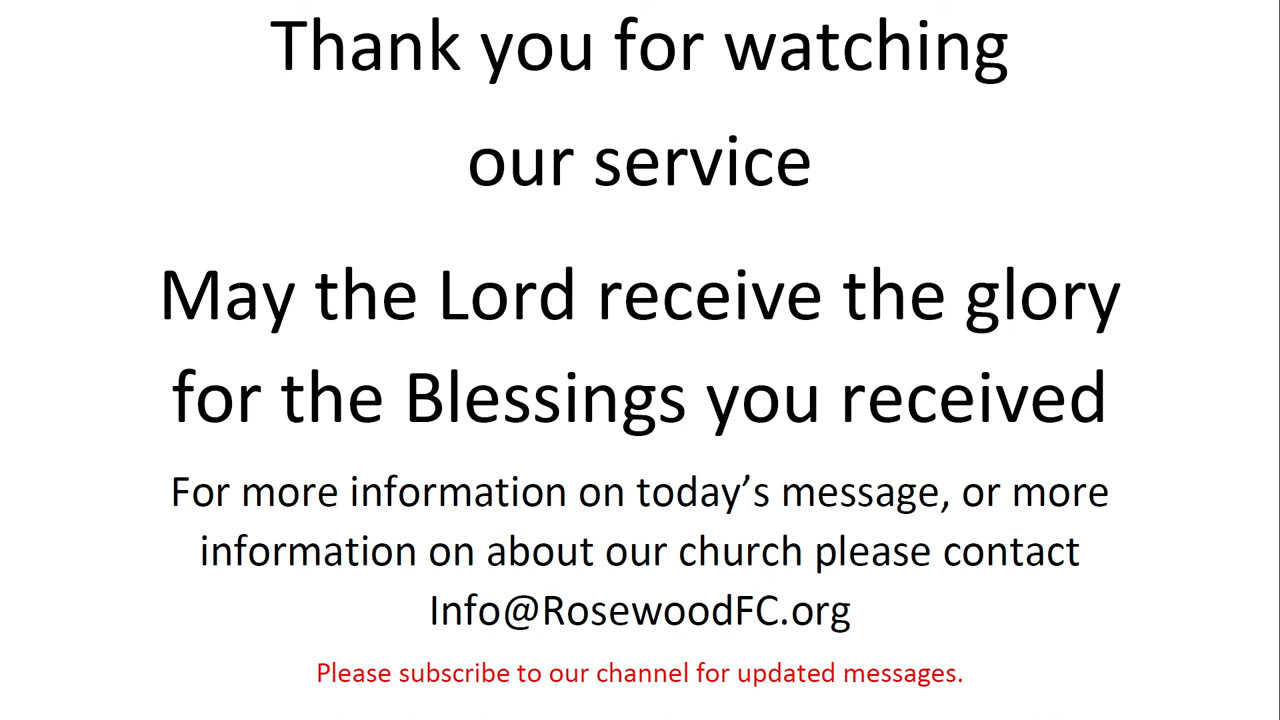 Thank you for watching
our service
May the Lord receive the glory
for the Blessings you received
For more information on today’s message, or more
information on about our church please contact
Info@RosewoodFC.org
Please subscribe to our channel for updated messages.